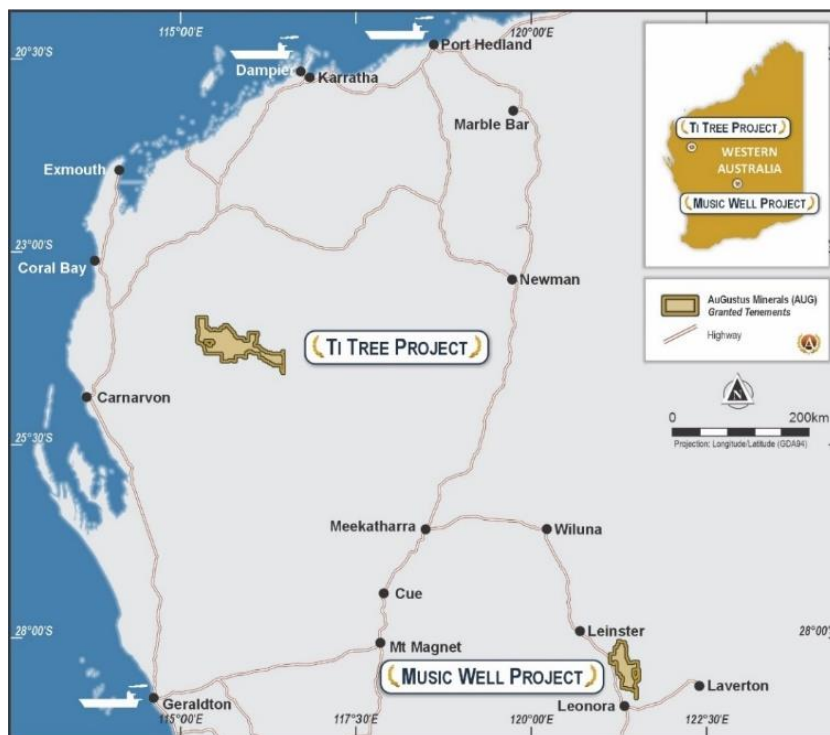 115°00'E
120°00'E
20°30'S
Port Hedland
Dampier
Karratha
Marble Bar
Exmouth
TI TREE PROJECT
WESTERN
AUSTRALIA
MUSIC WELL PROJECT
23°00'S
Coral Bay
Newman
AuGustus Minerals (AUG)
Granted Tenements
Highway
TI TREE PROJECT
N
Carnarvon
0 200km
Projection: Longitude/Latitude (GDA94)
25°30'S
Meekatharra
Wiluna
Cue
28°00'S
Leinster
28°00'S
Mt Magnet
MUSIC WELL PROJECT
Laverton
Geraldton
Leonora
115°00'E
117°30'E
120°00'E
122°30'E